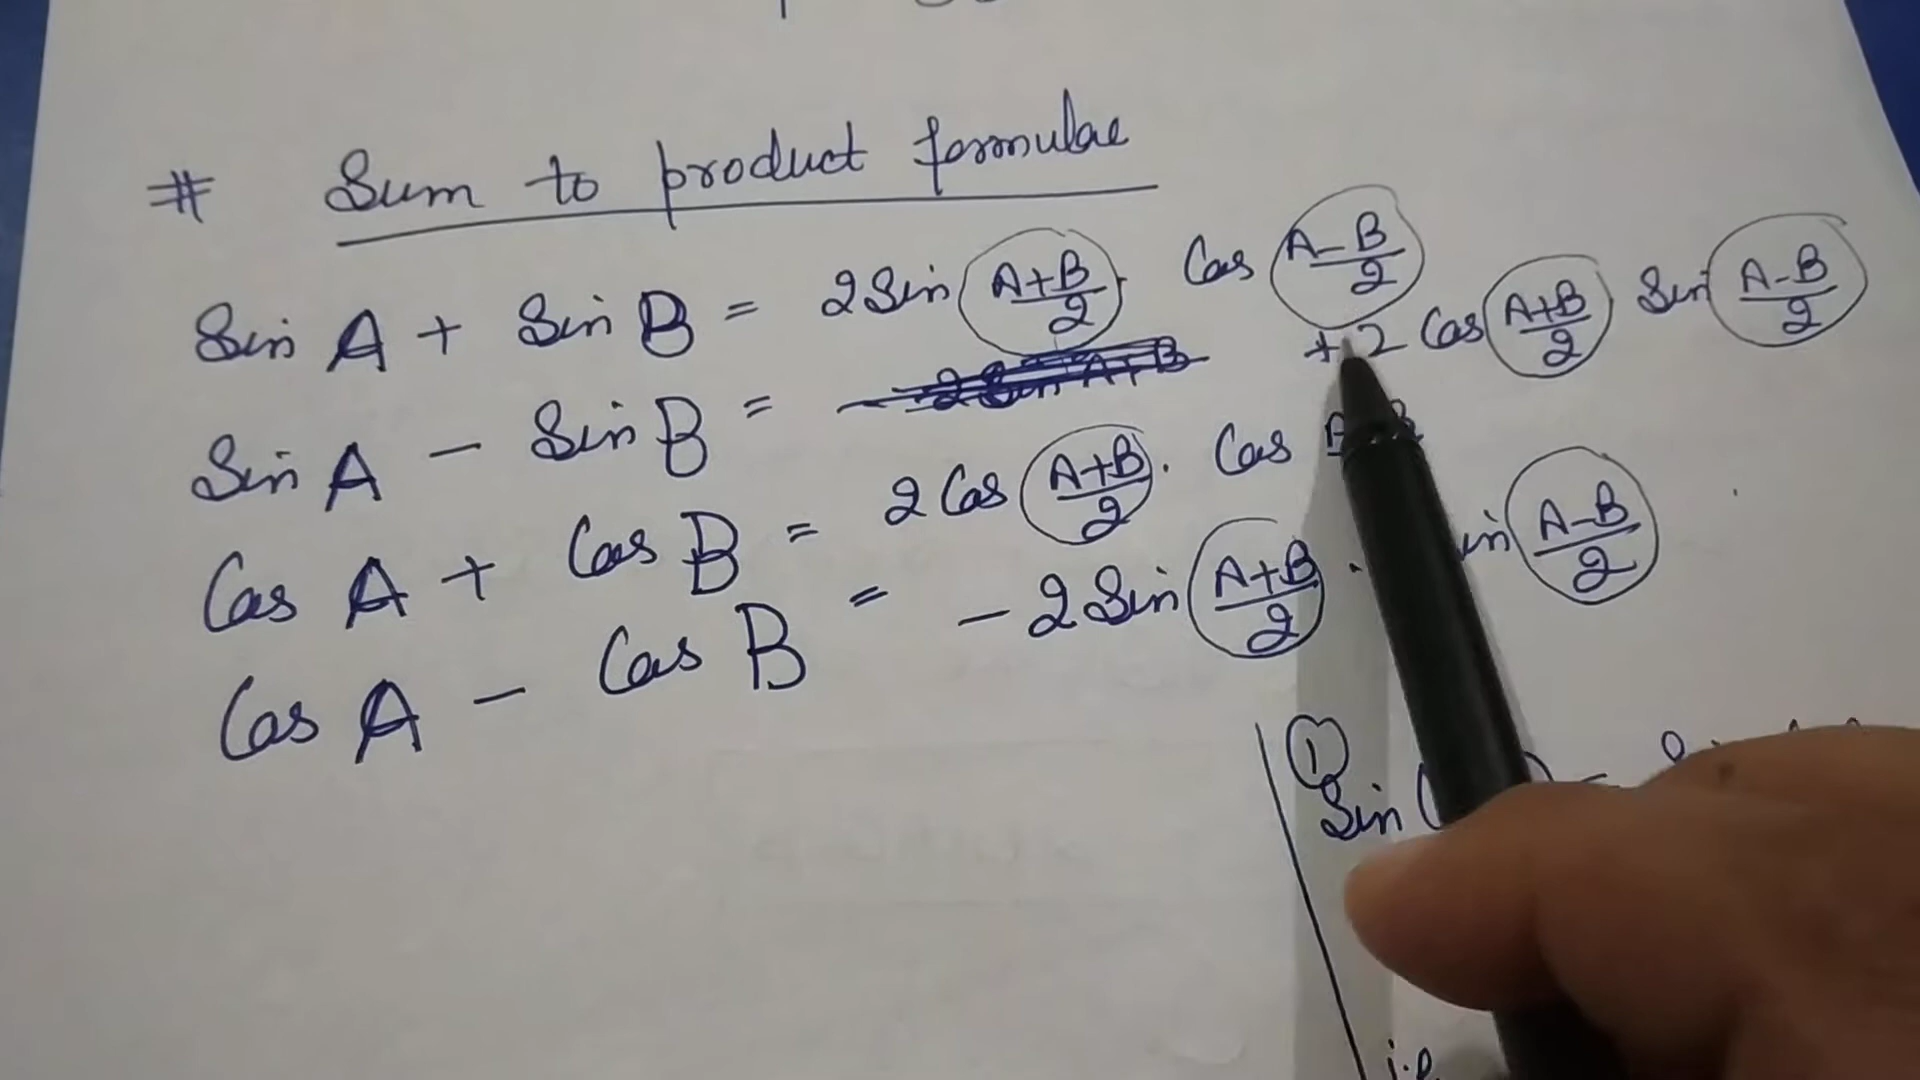 # Sum to product formulae
Sin A + Sin B = 2 Sin (A+B)/2 . Cos (A-B)/2
Sin A - Sin B = +2 Cos (A+B)/2 Sin (A-B)/2
Cos A + Cos B = 2 Cos (A+B)/2 . Cos
Cos A - Cos B = - 2 Sin (A+B)/2 . (A-B)/2
①
Sin (
i.e